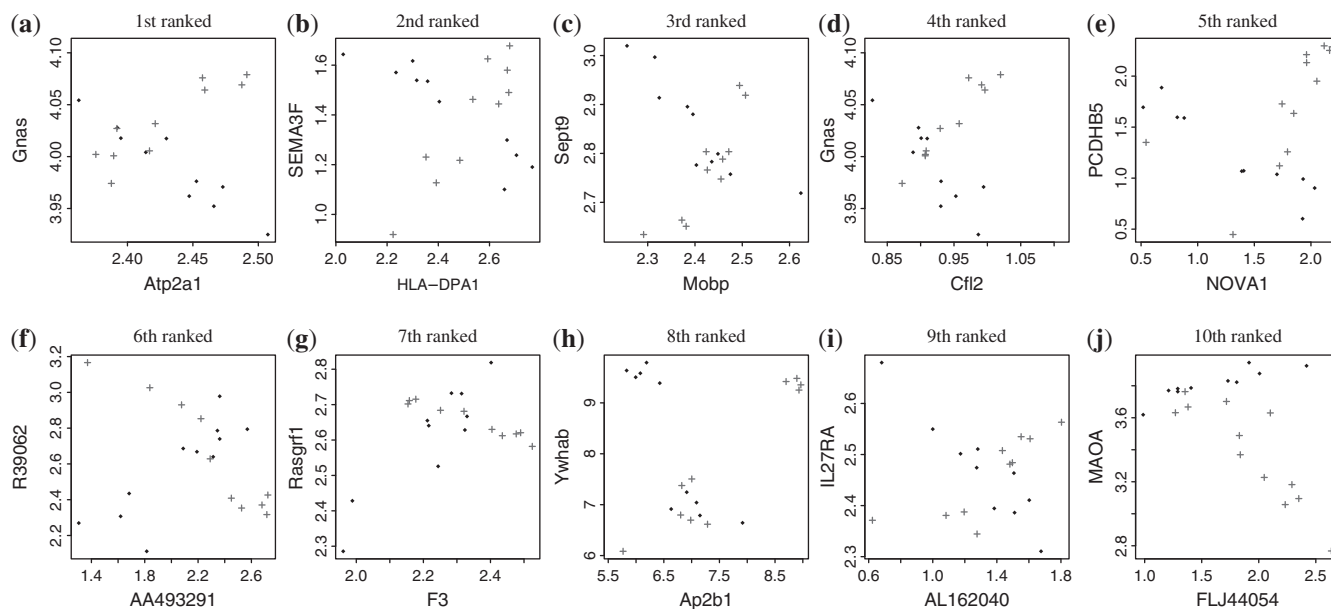 (a) 1st ranked
Gnas
3.95 4.00 4.05 4.10
2.40 2.45 2.50
Atp2a1
(b) 2nd ranked
SEMA3F
1.0 1.2 1.4 1.6
2.0 2.2 2.4 2.6
HLA−DPA1
(c) 3rd ranked
Sept9
2.7 2.8 2.9 3.0
2.3 2.4 2.5 2.6
Mobp
(d) 4th ranked
Gnas
3.95 4.00 4.05 4.10
0.85 0.95 1.05
Cfl2
(e) 5th ranked
PCDHB5
0.5 1.0 1.5 2.0
0.5 1.0 1.5 2.0
NOVA1
(f) 6th ranked
R39062
2.2 2.4 2.6 2.8 3.0 3.2
1.4 1.8 2.2 2.6
AA493291
(g) 7th ranked
Rasgrf1
2.3 2.4 2.5 2.6 2.7 2.8
2.0 2.2 2.4
F3
(h) 8th ranked
Ywhab
6 7 8 9
5.5 6.5 7.5 8.5
Ap2b1
(i) 9th ranked
IL27RA
2.3 2.4 2.5 2.6
0.6 1.0 1.4 1.8
AL162040
(j) 10th ranked
MAOA
2.8 3.2 3.6
1.0 1.5 2.0 2.5
FLJ44054